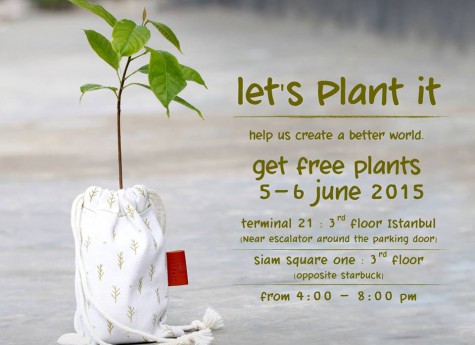 let's plant it
help us create a better world.
get free plants
5-6 june 2015
terminal 21 : 3rd floor Istanbul
(Near escalator around the parking door)
siam square one : 3rd floor
(opposite starbuck)
from 4:00 - 8:00 pm